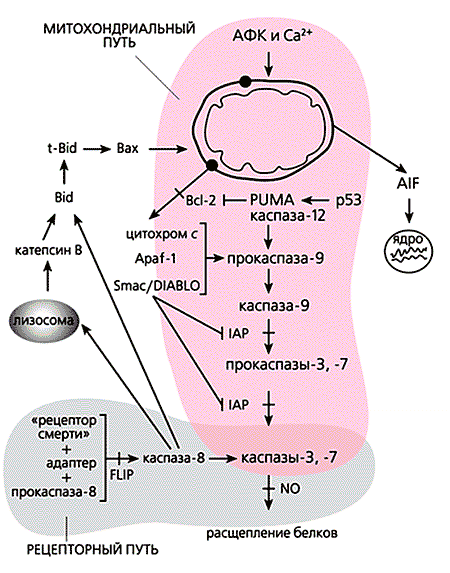 МИТОХОНДРИАЛЬНЫЙ
ПУТЬ
АФК и Ca²⁺
t-Bid
Bax
Bid
Bcl-2
PUMA
p53
каспаза-12
AIF
ядро
катепсин B
цитохром c
Apaf-1
Smac/DIABLO
прокаспаза-9
каспаза-9
лизосома
IAP
прокаспазы-3, -7
IAP
«рецептор
смерти»
+
адаптер
+
прокаспаза-8
FLIP
каспаза-8
каспазы-3, -7
NO
расщепление белков
РЕЦЕПТОРНЫЙ ПУТЬ